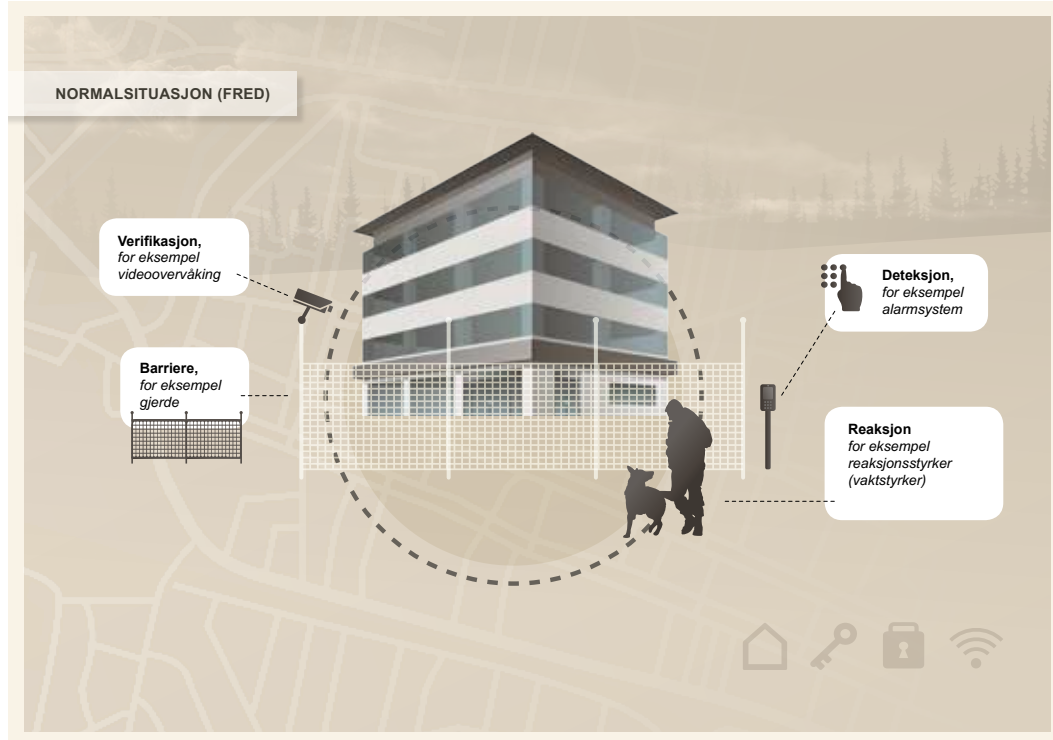 NORMALSITUASJON (FRED)
Verifikasjon,
for eksempel
videoovervåking
Deteksjon,
for eksempel
alarmsystem
Barriere,
for eksempel
gjerde
Reaksjon
for eksempel
reaksjonsstyrker
(vaktstyrker)